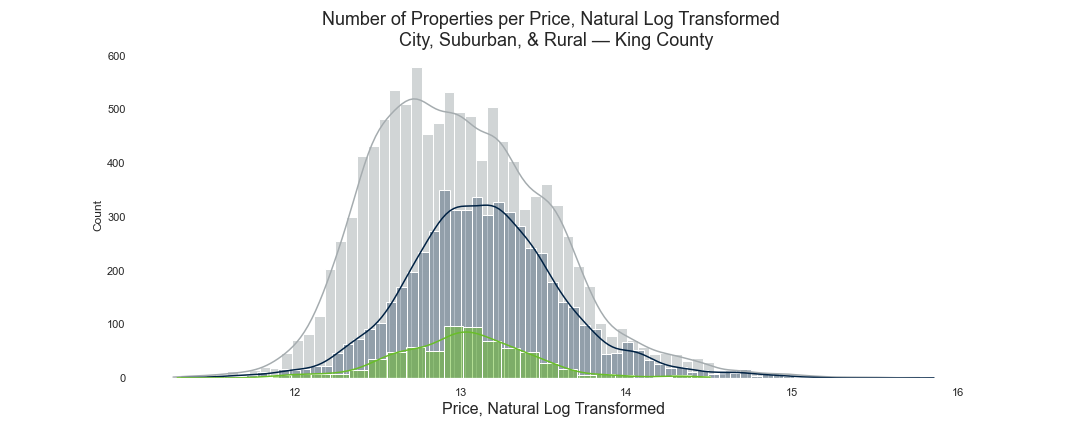 Number of Properties per Price, Natural Log Transformed
City, Suburban, & Rural — King County
600
500
400
300
200
100
0
Count
12 13 14 15 16
Price, Natural Log Transformed